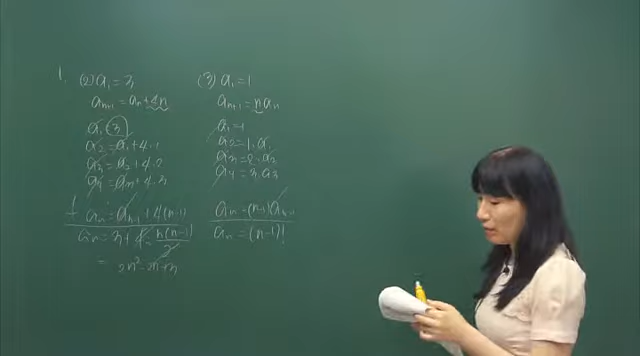 1. (2) a₁ = 3
aₙ₊₁ = aₙ + 4n
a₁ = 3
a₂ = a₁ + 4·1
a₃ = a₂ + 4·2
a₄ = a₃ + 4·3
+ aₙ = aₙ₋₁ + 4(n-1)
aₙ = 3 + 4·n(n-1)/2
= 2n²-2n+3
(3) a₁ = 1
aₙ₊₁ = n aₙ
a₁ = 1
a₂ = 1·a₁
a₃ = 2·a₂
a₄ = 3·a₃
aₙ = (n-1)aₙ₋₁
aₙ = (n-1)!